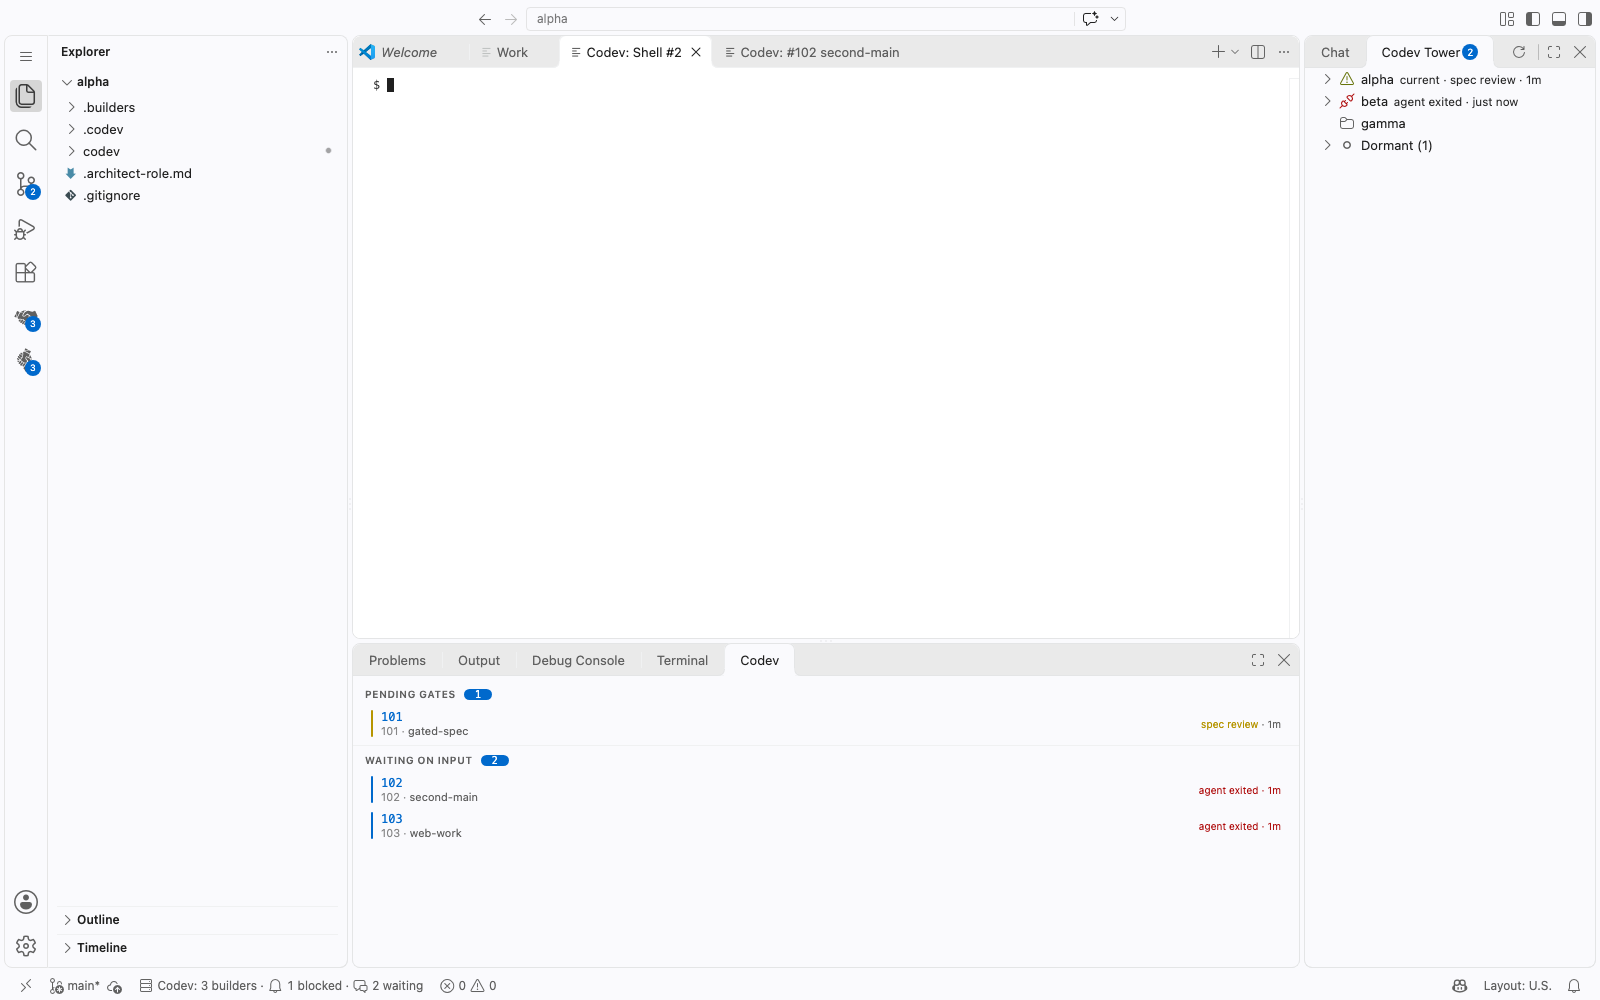 alpha
Explorer
alpha
.builders
.codev
codev
.architect-role.md
.gitignore
2
3
3
Outline
Timeline
Welcome
Work
Codev: Shell #2
Codev: #102 second-main
$
Problems
Output
Debug Console
Terminal
Codev
PENDING GATES 1
101
101 · gated-spec
spec review · 1m
WAITING ON INPUT 2
102
102 · second-main
agent exited · 1m
103
103 · web-work
agent exited · 1m
Chat
Codev Tower 2
alpha current · spec review · 1m
beta agent exited · just now
gamma
Dormant (1)
main*
Codev: 3 builders · 1 blocked · 2 waiting
0 0
Layout: U.S.